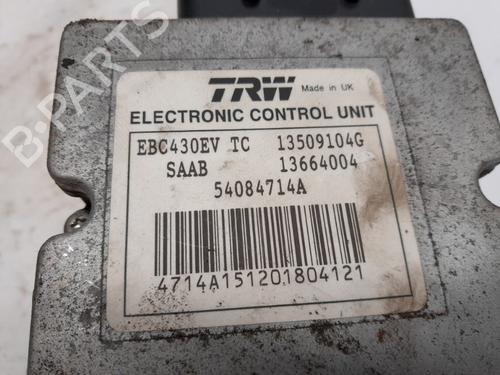 TRW Made in UK
ELECTRONIC CONTROL UNIT
EBC430EV TC 13509104G
SAAB 13664004
54084714A
4714A151201804121
B-PARTS